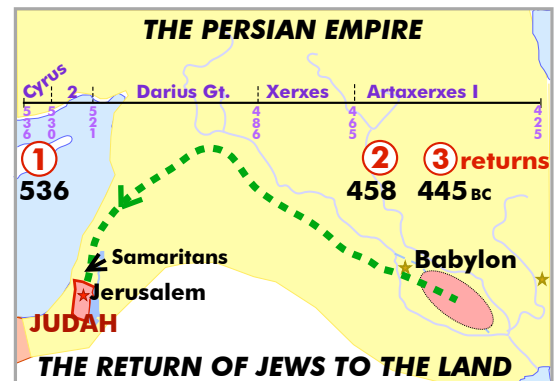 THE PERSIAN EMPIRE
Cyrus 2 Darius Gt. Xerxes Artaxerxes I
536 530 521 486 465 425
1 2 3 returns
536 458 445 BC
Samaritans
Babylon
Jerusalem
JUDAH
THE RETURN OF JEWS TO THE LAND